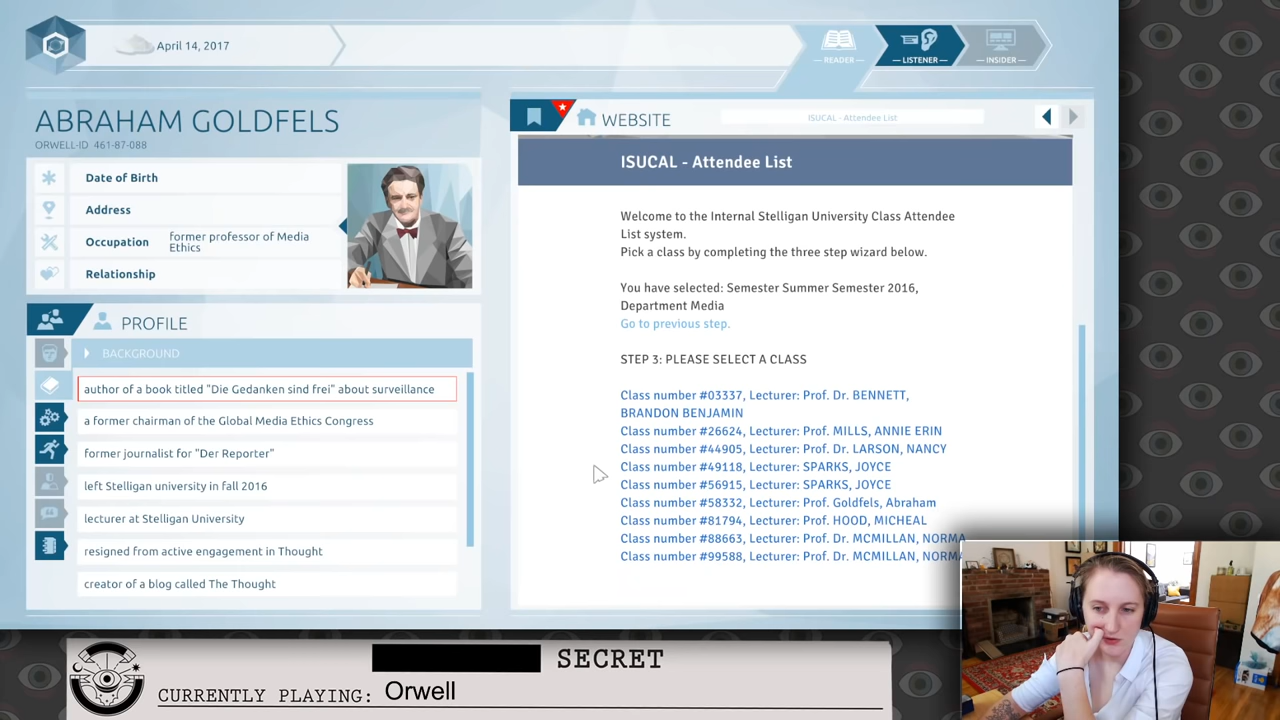 April 14, 2017
READER
LISTENER
INSIDER
ABRAHAM GOLDFELS
ORWELL-ID 461-87-088
Date of Birth
Address
Occupation former professor of Media
Ethics
Relationship
PROFILE
BACKGROUND
author of a book titled "Die Gedanken sind frei" about surveillance
a former chairman of the Global Media Ethics Congress
former journalist for "Der Reporter"
left Stelligan university in fall 2016
lecturer at Stelligan University
resigned from active engagement in Thought
creator of a blog called The Thought
WEBSITE
ISUCAL - Attendee List
ISUCAL - Attendee List
Welcome to the Internal Stelligan University Class Attendee
List system.
Pick a class by completing the three step wizard below.
You have selected: Semester Summer Semester 2016,
Department Media
Go to previous step.
STEP 3: PLEASE SELECT A CLASS
Class number #03337, Lecturer: Prof. Dr. BENNETT,
BRANDON BENJAMIN
Class number #26624, Lecturer: Prof. MILLS, ANNIE ERIN
Class number #44905, Lecturer: Prof. Dr. LARSON, NANCY
Class number #49118, Lecturer: SPARKS, JOYCE
Class number #56915, Lecturer: SPARKS, JOYCE
Class number #58332, Lecturer: Prof. Goldfels, Abraham
Class number #81794, Lecturer: Prof. HOOD, MICHEAL
Class number #88663, Lecturer: Prof. Dr. MCMILLAN, NORMA
Class number #99588, Lecturer: Prof. Dr. MCMILLAN, NORMA
SECRET
CURRENTLY PLAYING: Orwell